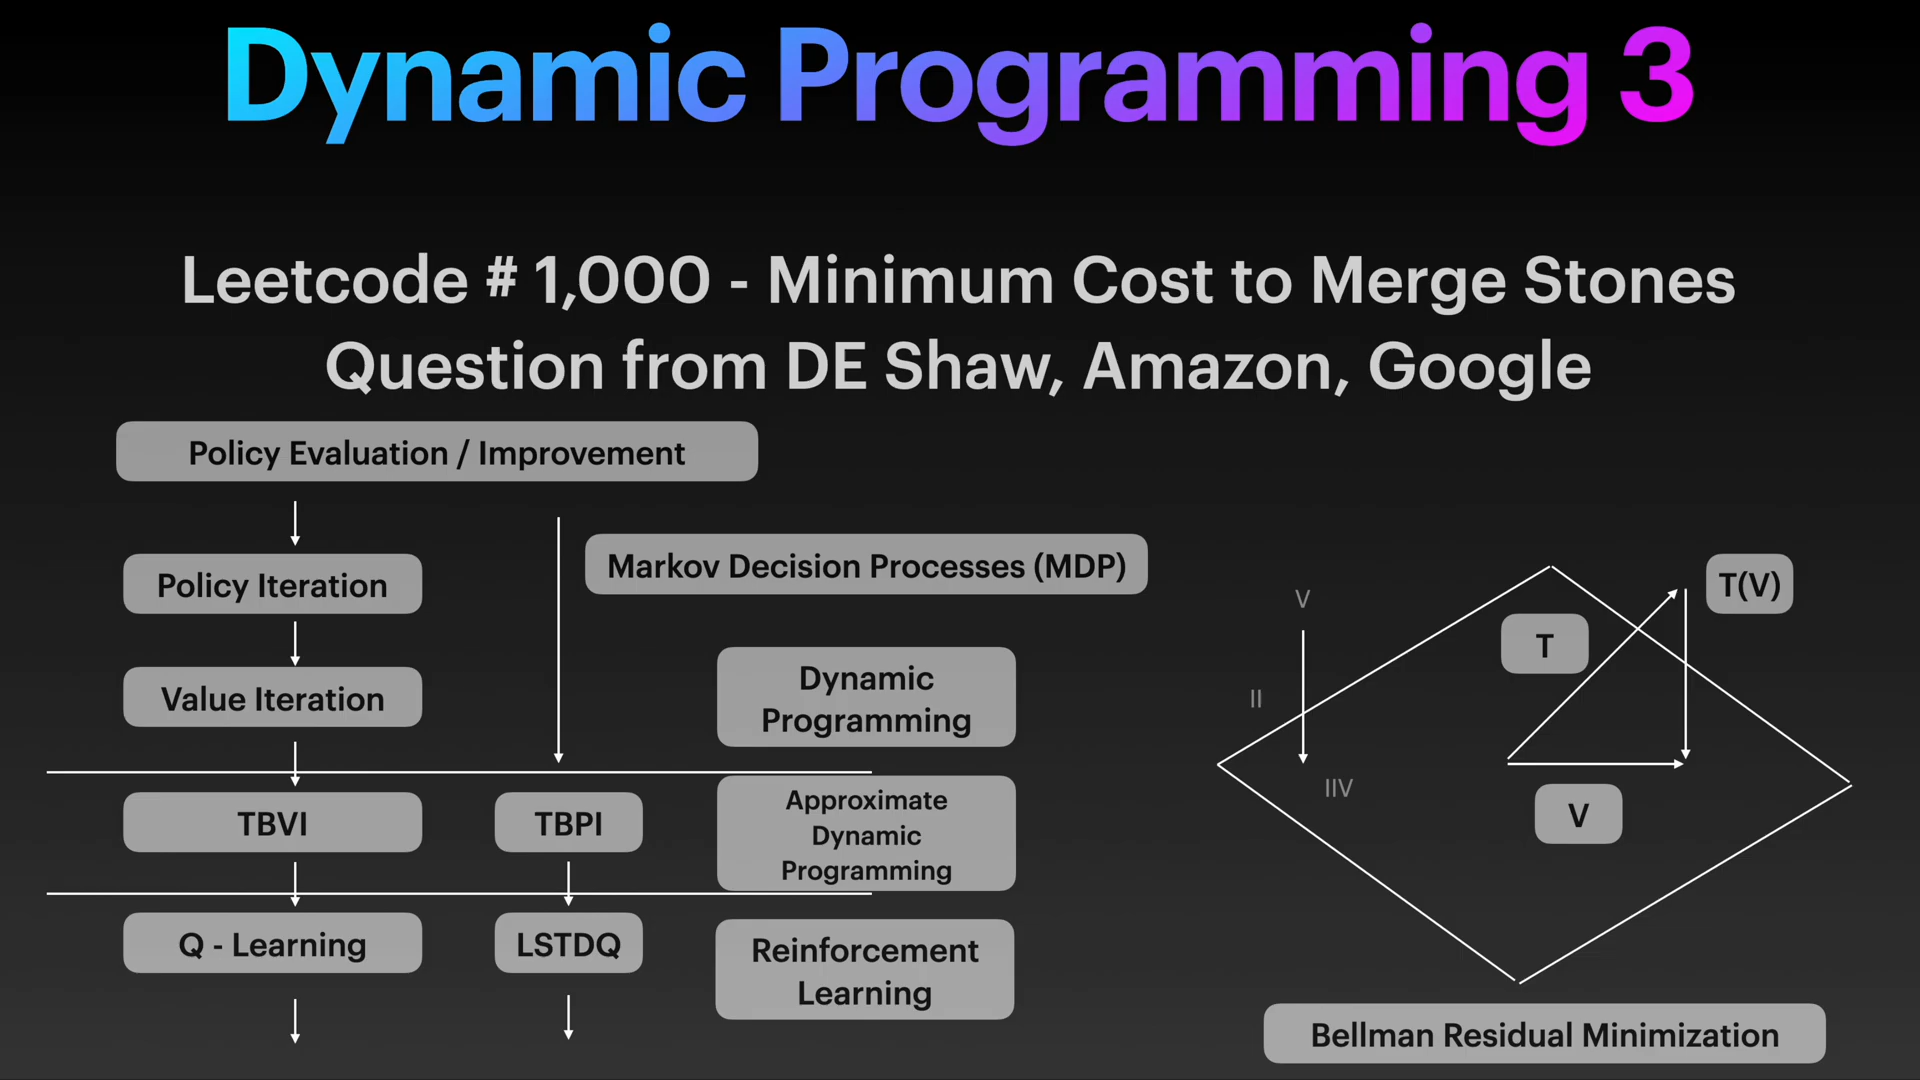 Dynamic Programming 3
Leetcode # 1,000 - Minimum Cost to Merge Stones
Question from DE Shaw, Amazon, Google
Policy Evaluation / Improvement
Policy Iteration
Value Iteration
Markov Decision Processes (MDP)
Dynamic
Programming
TBVI
TBPI
Approximate
Dynamic
Programming
Q - Learning
LSTDQ
Reinforcement
Learning
V
II
IIV
T
T(V)
V
Bellman Residual Minimization